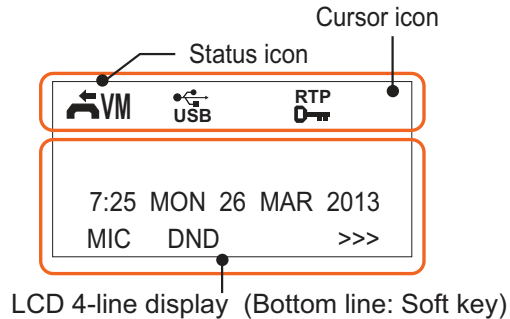 Cursor icon
Status icon
VM USB RTP
7:25 MON 26 MAR 2013
MIC DND >>>
LCD 4-line display (Bottom line: Soft key)